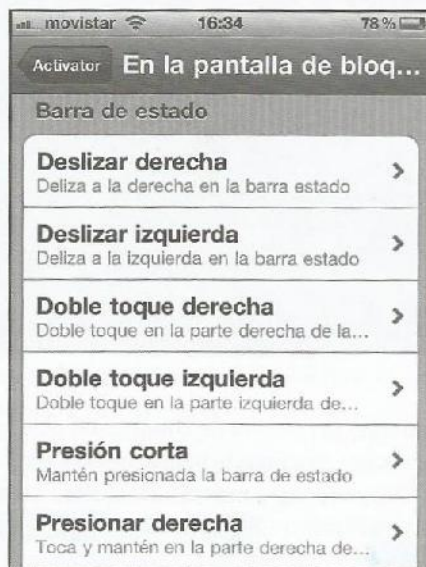 movistar 16:34 78 %
Activator En la pantalla de bloq...
Barra de estado
Deslizar derecha
Deliza a la derecha en la barra estado
Deslizar izquierda
Deliza a la izquierda en la barra estado
Doble toque derecha
Doble toque en la parte derecha de la...
Doble toque izquierda
Doble toque en la parte izquierda de...
Presión corta
Mantén presionada la barra de estado
Presionar derecha
Toca y mantén en la parte derecha de...